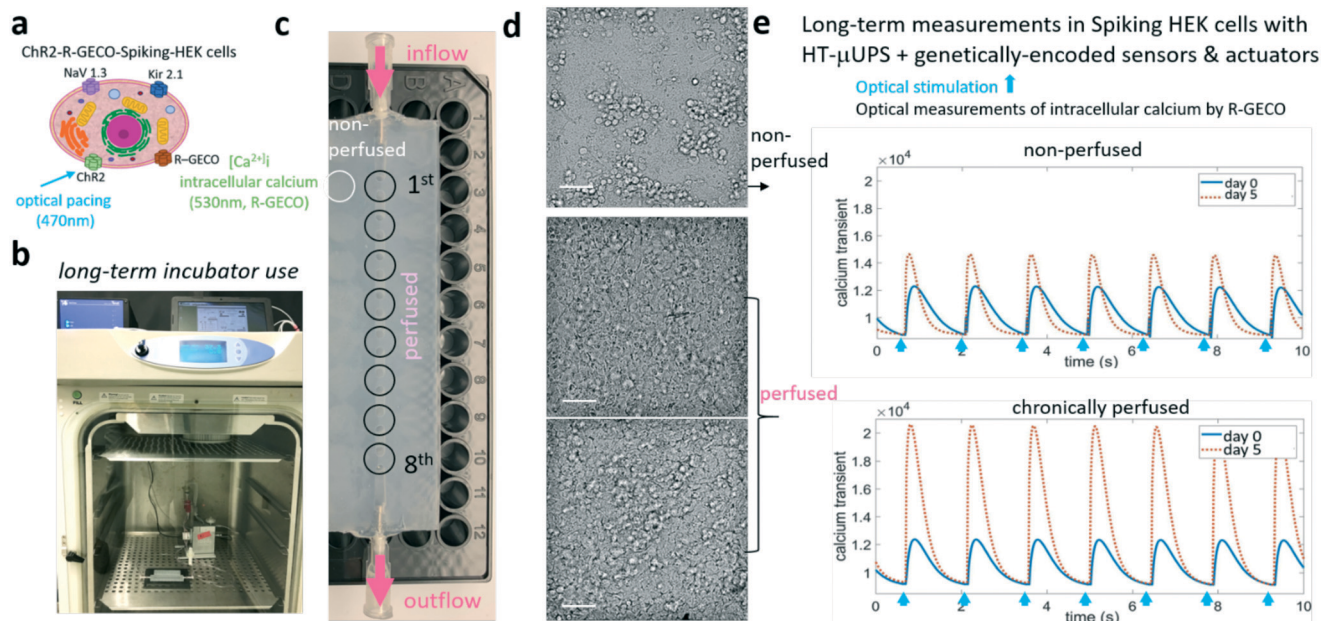 a
ChR2-R-GECO-Spiking-HEK cells
NaV 1.3
Kir 2.1
R–GECO
ChR2
[Ca²⁺]i
intracellular calcium
(530nm, R-GECO)
optical pacing
(470nm)
b
long-term incubator use
c
inflow
D
C
B
A
non-
perfused
1st
perfused
8th
1
2
3
4
5
6
7
8
9
10
11
12
outflow
d
non-
perfused
perfused
e
Long-term measurements in Spiking HEK cells with
HT-μUPS + genetically-encoded sensors & actuators
Optical stimulation
Optical measurements of intracellular calcium by R-GECO
non-perfused
×10⁴
day 0
day 5
calcium transient
2
1.8
1.6
1.4
1.2
1
0 2 4 6 8 10
time (s)
chronically perfused
×10⁴
day 0
day 5
calcium transient
2
1.8
1.6
1.4
1.2
1
0 2 4 6 8 10
time (s)